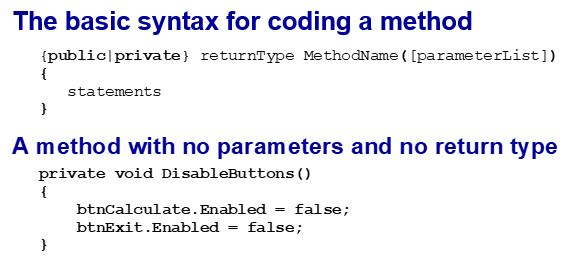 The basic syntax for coding a method
{public|private} returnType MethodName([parameterList])
{
statements
}
A method with no parameters and no return type
private void DisableButtons()
{
btnCalculate.Enabled = false;
btnExit.Enabled = false;
}